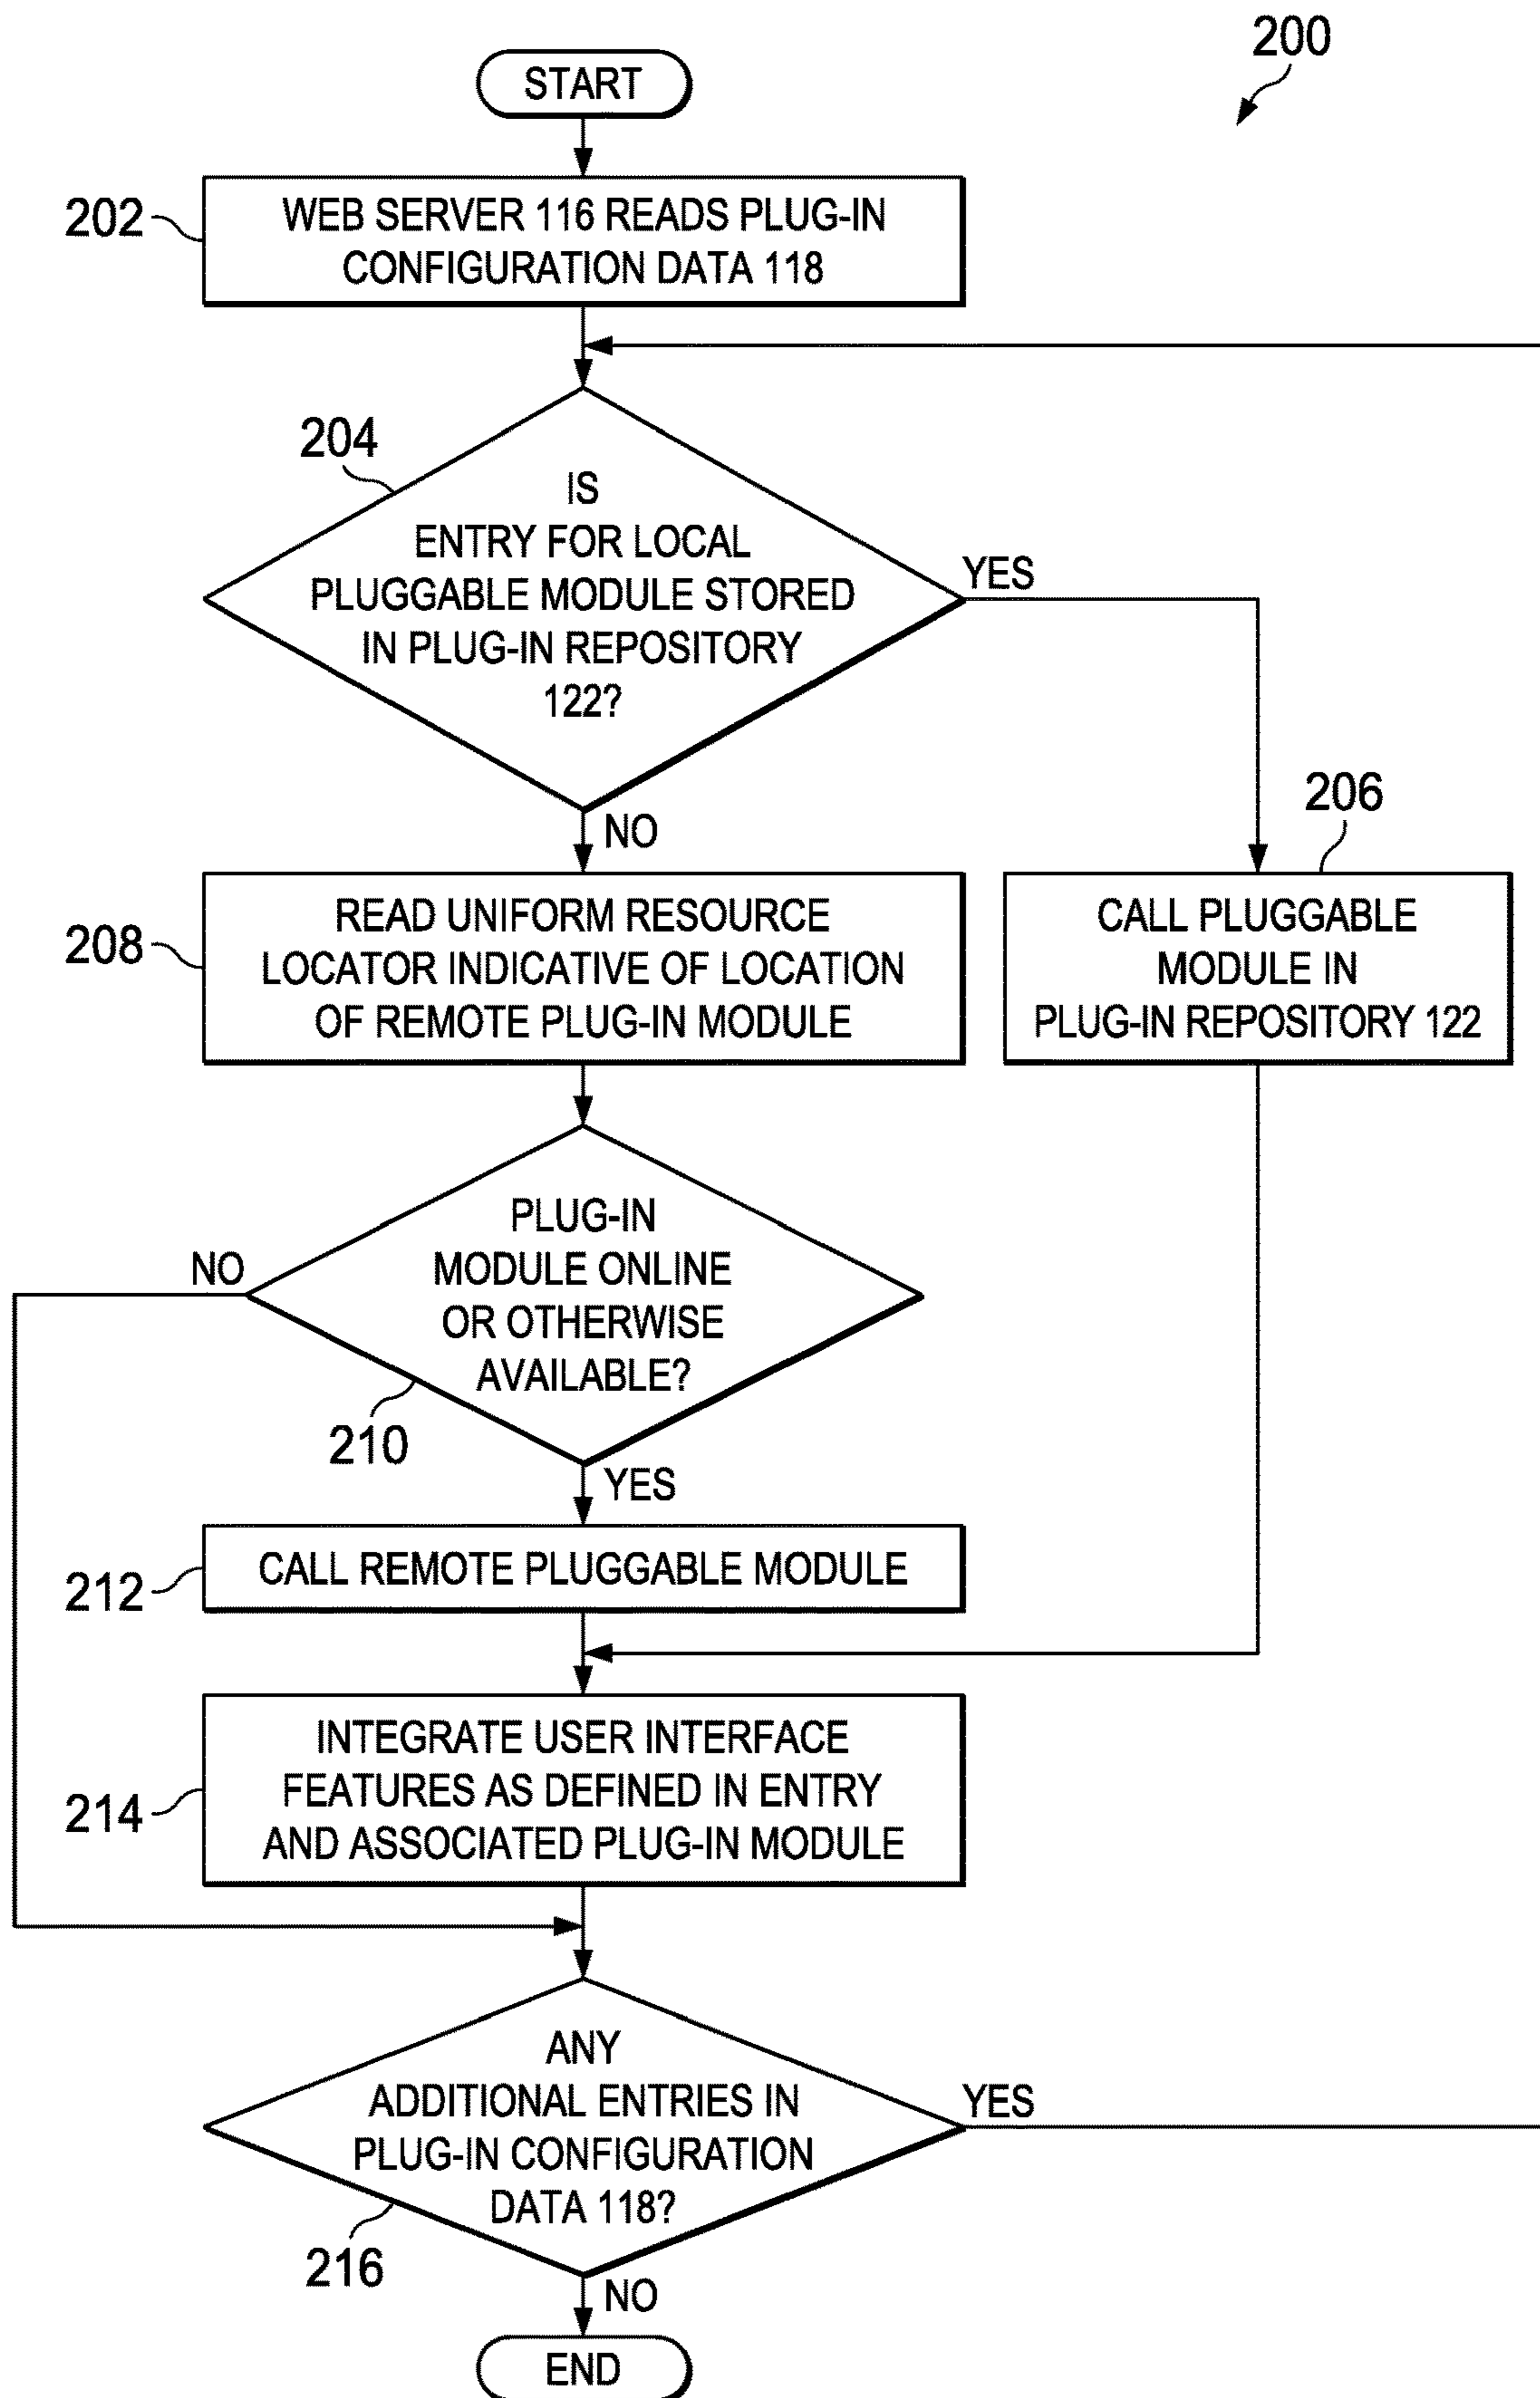 200
START
202
WEB SERVER 116 READS PLUG-IN
CONFIGURATION DATA 118
204
IS
ENTRY FOR LOCAL
PLUGGABLE MODULE STORED
IN PLUG-IN REPOSITORY
122?
YES
NO
206
CALL PLUGGABLE
MODULE IN
PLUG-IN REPOSITORY 122
208
READ UNIFORM RESOURCE
LOCATOR INDICATIVE OF LOCATION
OF REMOTE PLUG-IN MODULE
PLUG-IN
MODULE ONLINE
OR OTHERWISE
AVAILABLE?
NO
210
YES
212
CALL REMOTE PLUGGABLE MODULE
214
INTEGRATE USER INTERFACE
FEATURES AS DEFINED IN ENTRY
AND ASSOCIATED PLUG-IN MODULE
ANY
ADDITIONAL ENTRIES IN
PLUG-IN CONFIGURATION
DATA 118?
YES
216
NO
END